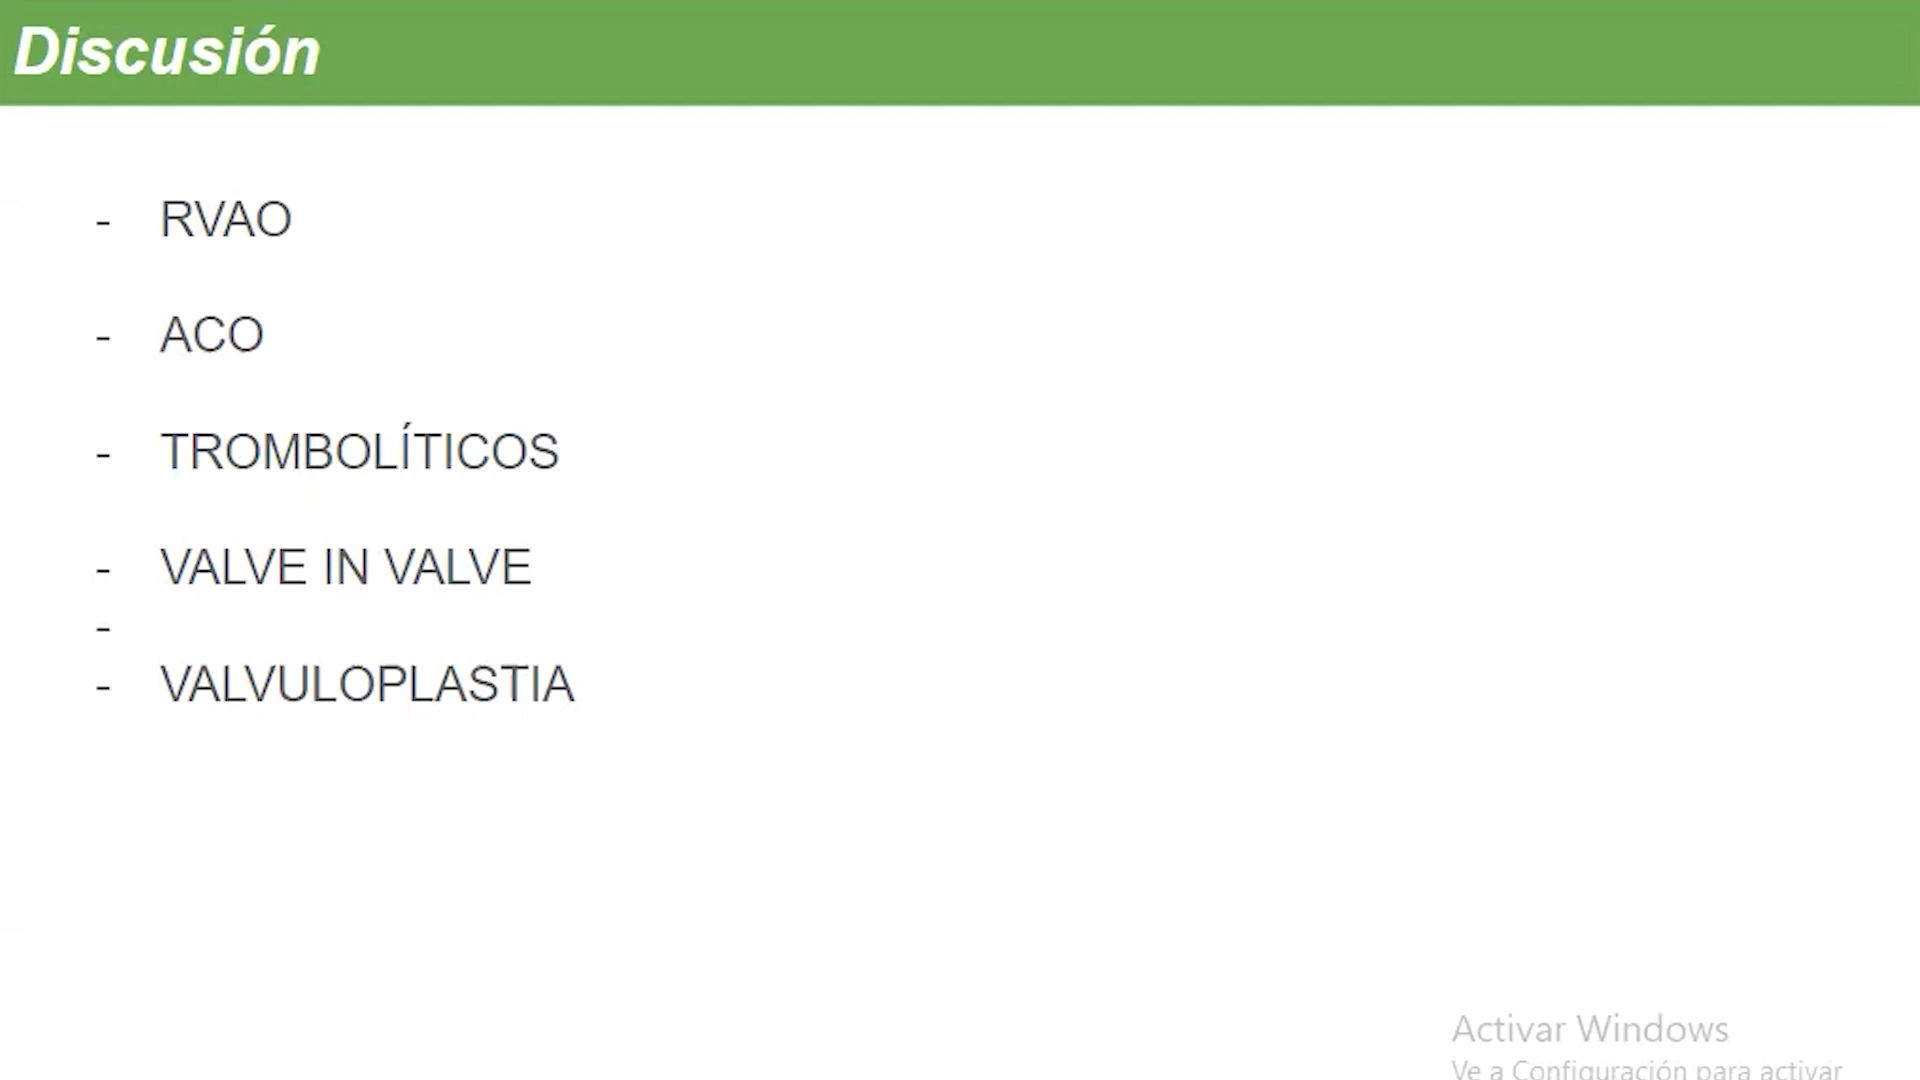 Discusión
- RVAO
- ACO
- TROMBOLÍTICOS
- VALVE IN VALVE
-
- VALVULOPLASTIA
Activar Windows
Ve a Configuración para activar